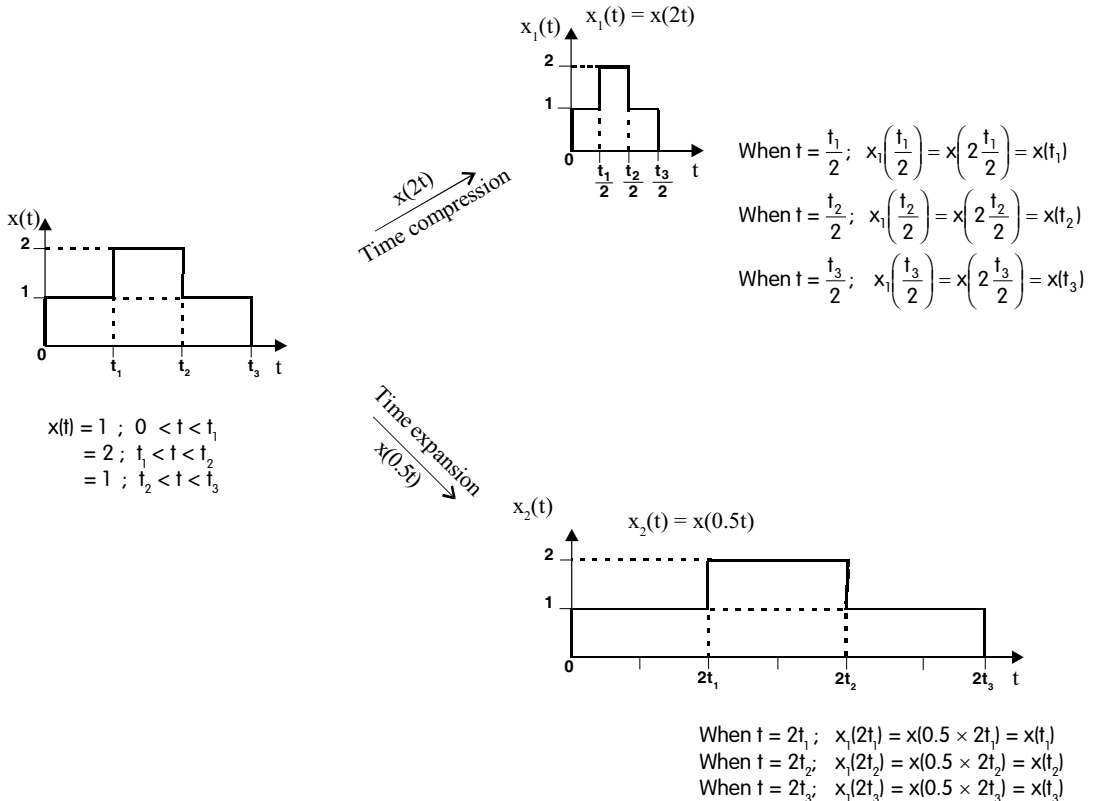 x₁(t) x₁(t) = x(2t)
2
1
0 t₁/2 t₂/2 t₃/2 t
When t = t₁/2 ; x₁(t₁/2) = x(2 t₁/2) = x(t₁)
When t = t₂/2 ; x₁(t₂/2) = x(2 t₂/2) = x(t₂)
When t = t₃/2 ; x₁(t₃/2) = x(2 t₃/2) = x(t₃)
x(2t)
Time compression
x(t)
2
1
0 t₁ t₂ t₃ t
x(t) = 1 ; 0 < t < t₁
= 2 ; t₁ < t < t₂
= 1 ; t₂ < t < t₃
Time expansion
x(0.5t)
x₂(t) x₂(t) = x(0.5t)
2
1
0 2t₁ 2t₂ 2t₃ t
When t = 2t₁ ; x₁(2t₁) = x(0.5 × 2t₁) = x(t₁)
When t = 2t₂; x₁(2t₂) = x(0.5 × 2t₂) = x(t₂)
When t = 2t₃; x₁(2t₃) = x(0.5 × 2t₃) = x(t₃)